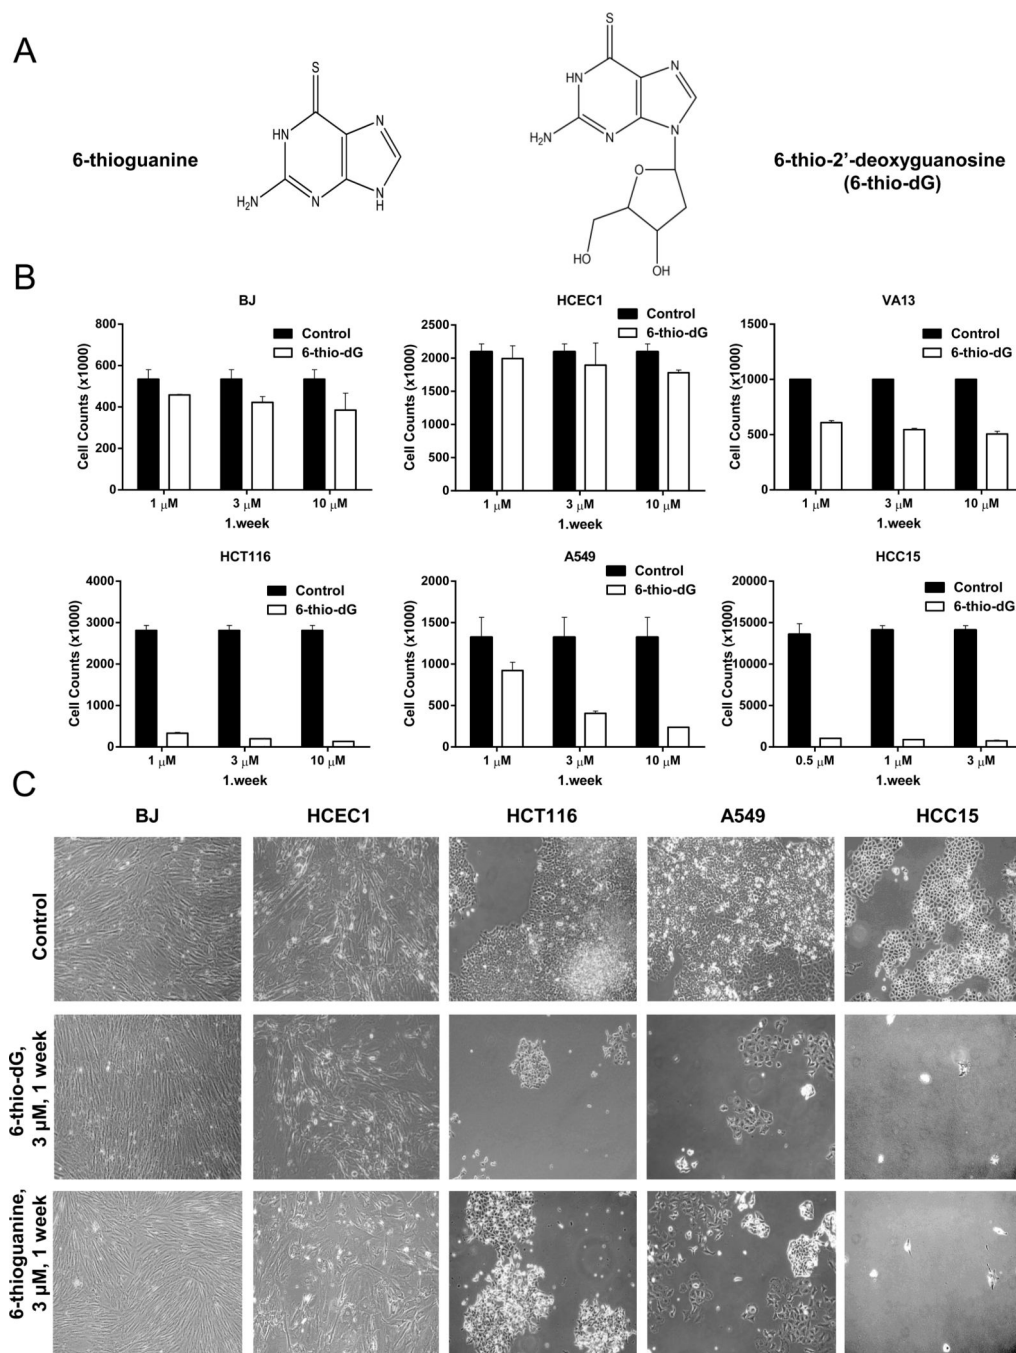 A
6-thioguanine
S
HN
N
H₂N
N
N
H
S
HN
N
H₂N
N
N
O
HO
OH
6-thio-2’-deoxyguanosine
(6-thio-dG)
B
BJ
Control
6-thio-dG
Cell Counts (x1000)
800
600
400
200
0
1 μM
3 μM
10 μM
1.week
HCEC1
Control
6-thio-dG
Cell Counts (x1000)
2500
2000
1500
1000
500
0
1 μM
3 μM
10 μM
1.week
VA13
Control
6-thio-dG
Cell Counts (x1000)
1500
1000
500
0
1 μM
3 μM
10 μM
1.week
HCT116
Control
6-thio-dG
Cell Counts (x1000)
4000
3000
2000
1000
0
1 μM
3 μM
10 μM
1.week
A549
Control
6-thio-dG
Cell Counts (x1000)
2000
1500
1000
500
0
1 μM
3 μM
10 μM
1.week
HCC15
Control
6-thio-dG
Cell Counts (x1000)
20000
15000
10000
5000
0
0.5 μM
1 μM
3 μM
1.week
C
BJ
HCEC1
HCT116
A549
HCC15
Control
6-thio-dG,
3 μM, 1 week
6-thioguanine,
3 μM, 1 week